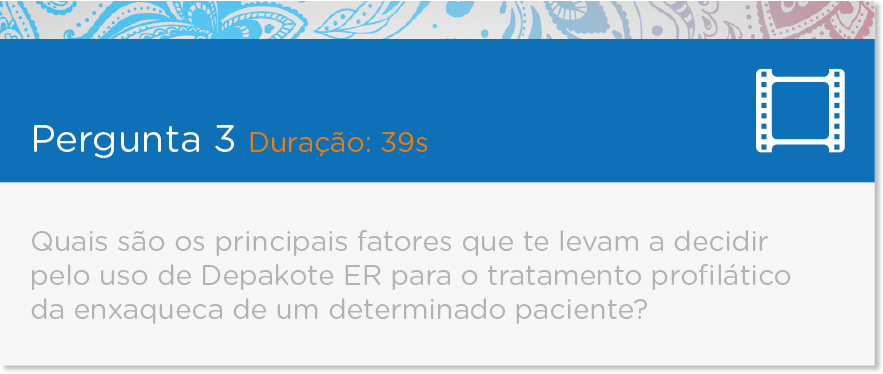 Pergunta 3 Duração: 39s
Quais são os principais fatores que te levam a decidir
pelo uso de Depakote ER para o tratamento profilático
da enxaqueca de um determinado paciente?